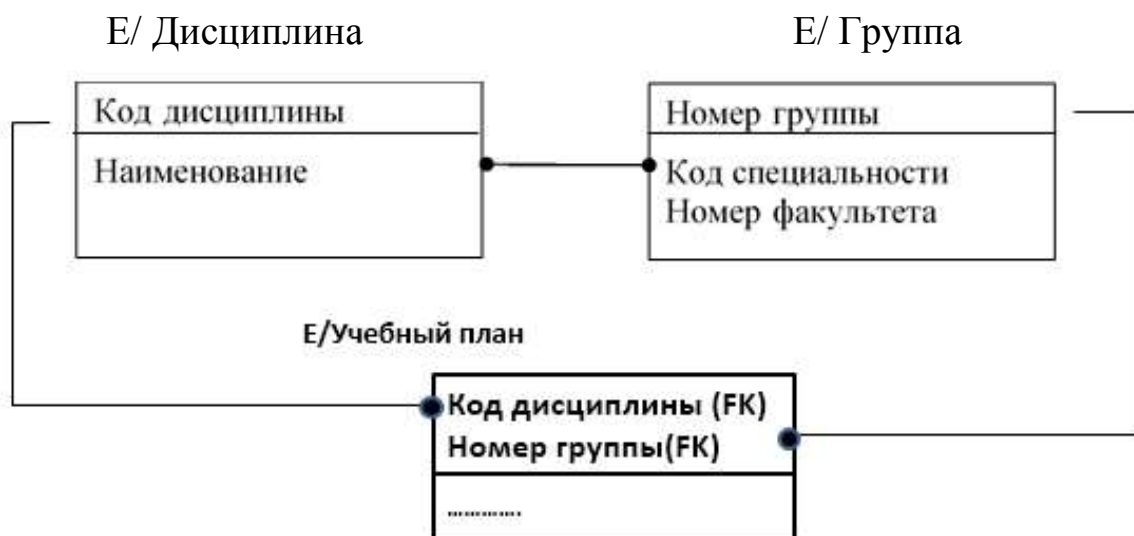 Е/ Дисциплина
Е/ Группа
Код дисциплины
Наименование
Номер группы
Код специальности
Номер факультета
Е/Учебный план
Код дисциплины (FK)
Номер группы(FK)
.............